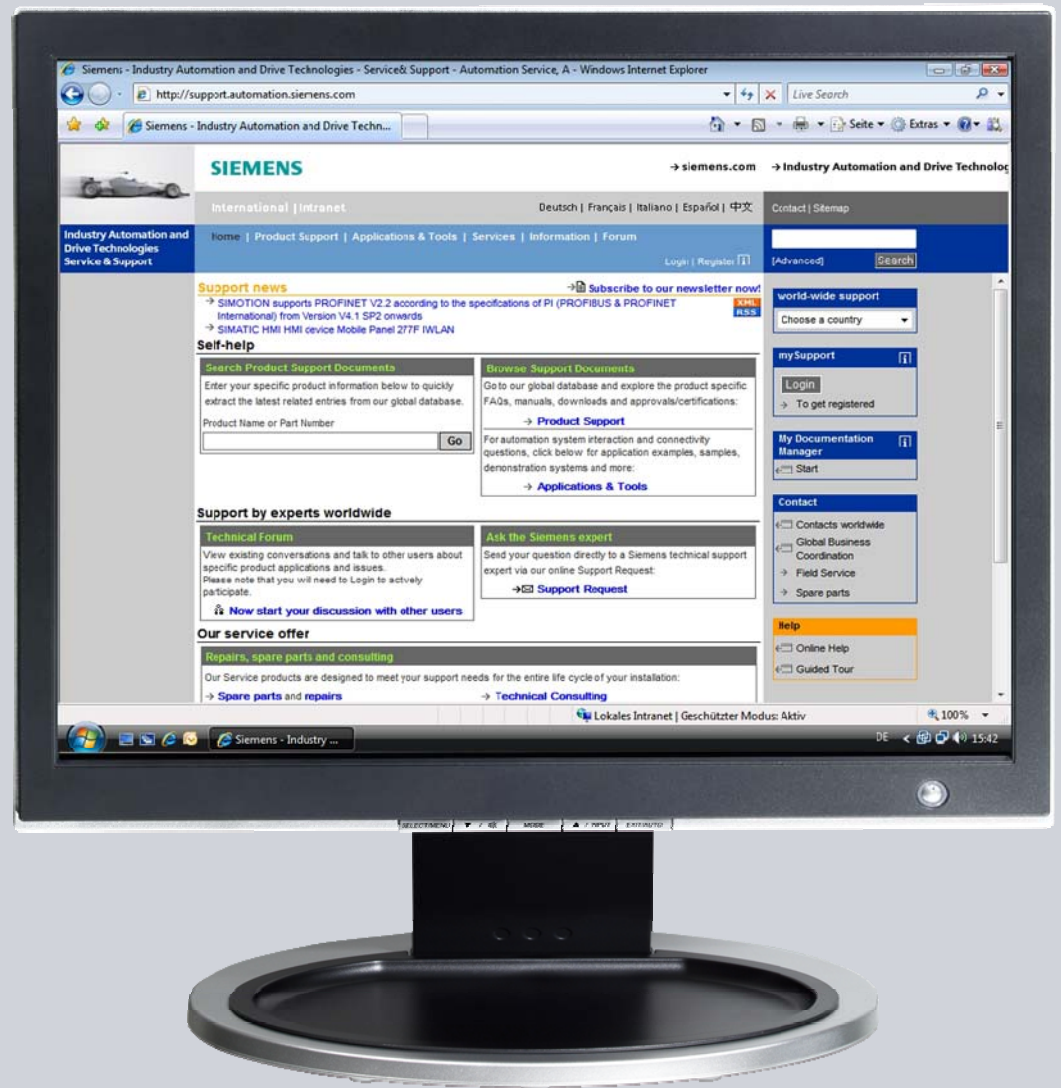 Siemens - Industry Automation and Drive Technologies - Service& Support - Automation Service, A - Windows Internet Explorer
http://support.automation.siemens.com
Live Search
Siemens - Industry Automation and Drive Techn...
Seite
Extras
SIEMENS
→ siemens.com
→ Industry Automation and Drive Technolog
International | Intranet
Deutsch | Français | Italiano | Español | 中文
Contact | Sitemap
Industry Automation and
Drive Technologies
Service & Support
Home | Product Support | Applications & Tools | Services | Information | Forum
Login | Register
[Advanced]
Search
Support news
→ Subscribe to our newsletter now!
→ SIMOTION supports PROFINET V2.2 according to the specifications of PI (PROFIBUS & PROFINET
International) from Version V4.1 SP2 onwards
XML
RSS
→ SIMATIC HMI HMI device Mobile Panel 277F IWLAN
Self-help
Search Product Support Documents
Enter your specific product information below to quickly
extract the latest related entries from our global database.
Product Name or Part Number
Go
Browse Support Documents
Go to our global database and explore the product specific
FAQs, manuals, downloads and approvals/certifications:
→ Product Support
For automation system interaction and connectivity
questions, click below for application examples, samples,
demonstration systems and more:
→ Applications & Tools
Support by experts worldwide
Technical Forum
View existing conversations and talk to other users about
specific product applications and issues.
Please note that you will need to Login to actively
participate.
Now start your discussion with other users
Ask the Siemens expert
Send your question directly to a Siemens technical support
expert via our online Support Request:
→ Support Request
Our service offer
Repairs, spare parts and consulting
Our Service products are designed to meet your support needs for the entire life cycle of your installation:
→ Spare parts and repairs
→ Technical Consulting
world-wide support
Choose a country
mySupport
Login
→ To get registered
My Documentation
Manager
Start
Contact
Contacts worldwide
Global Business
Coordination
→ Field Service
→ Spare parts
Help
Online Help
Guided Tour
Lokales Intranet | Geschützter Modus: Aktiv
100%
Siemens - Industry ...
DE
15:42
SELECT/MENU
MODE
/ INPUT
EXIT/AUTO